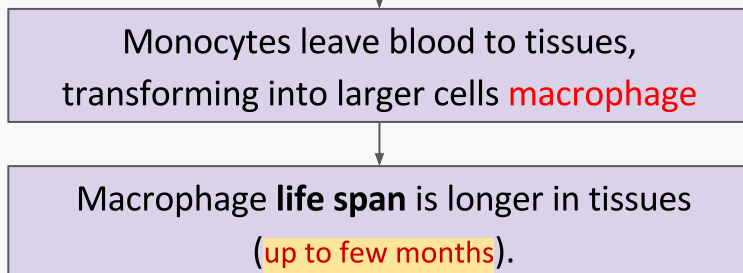 Monocytes leave blood to tissues,
transforming into larger cells macrophage
Macrophage life span is longer in tissues
(up to few months).